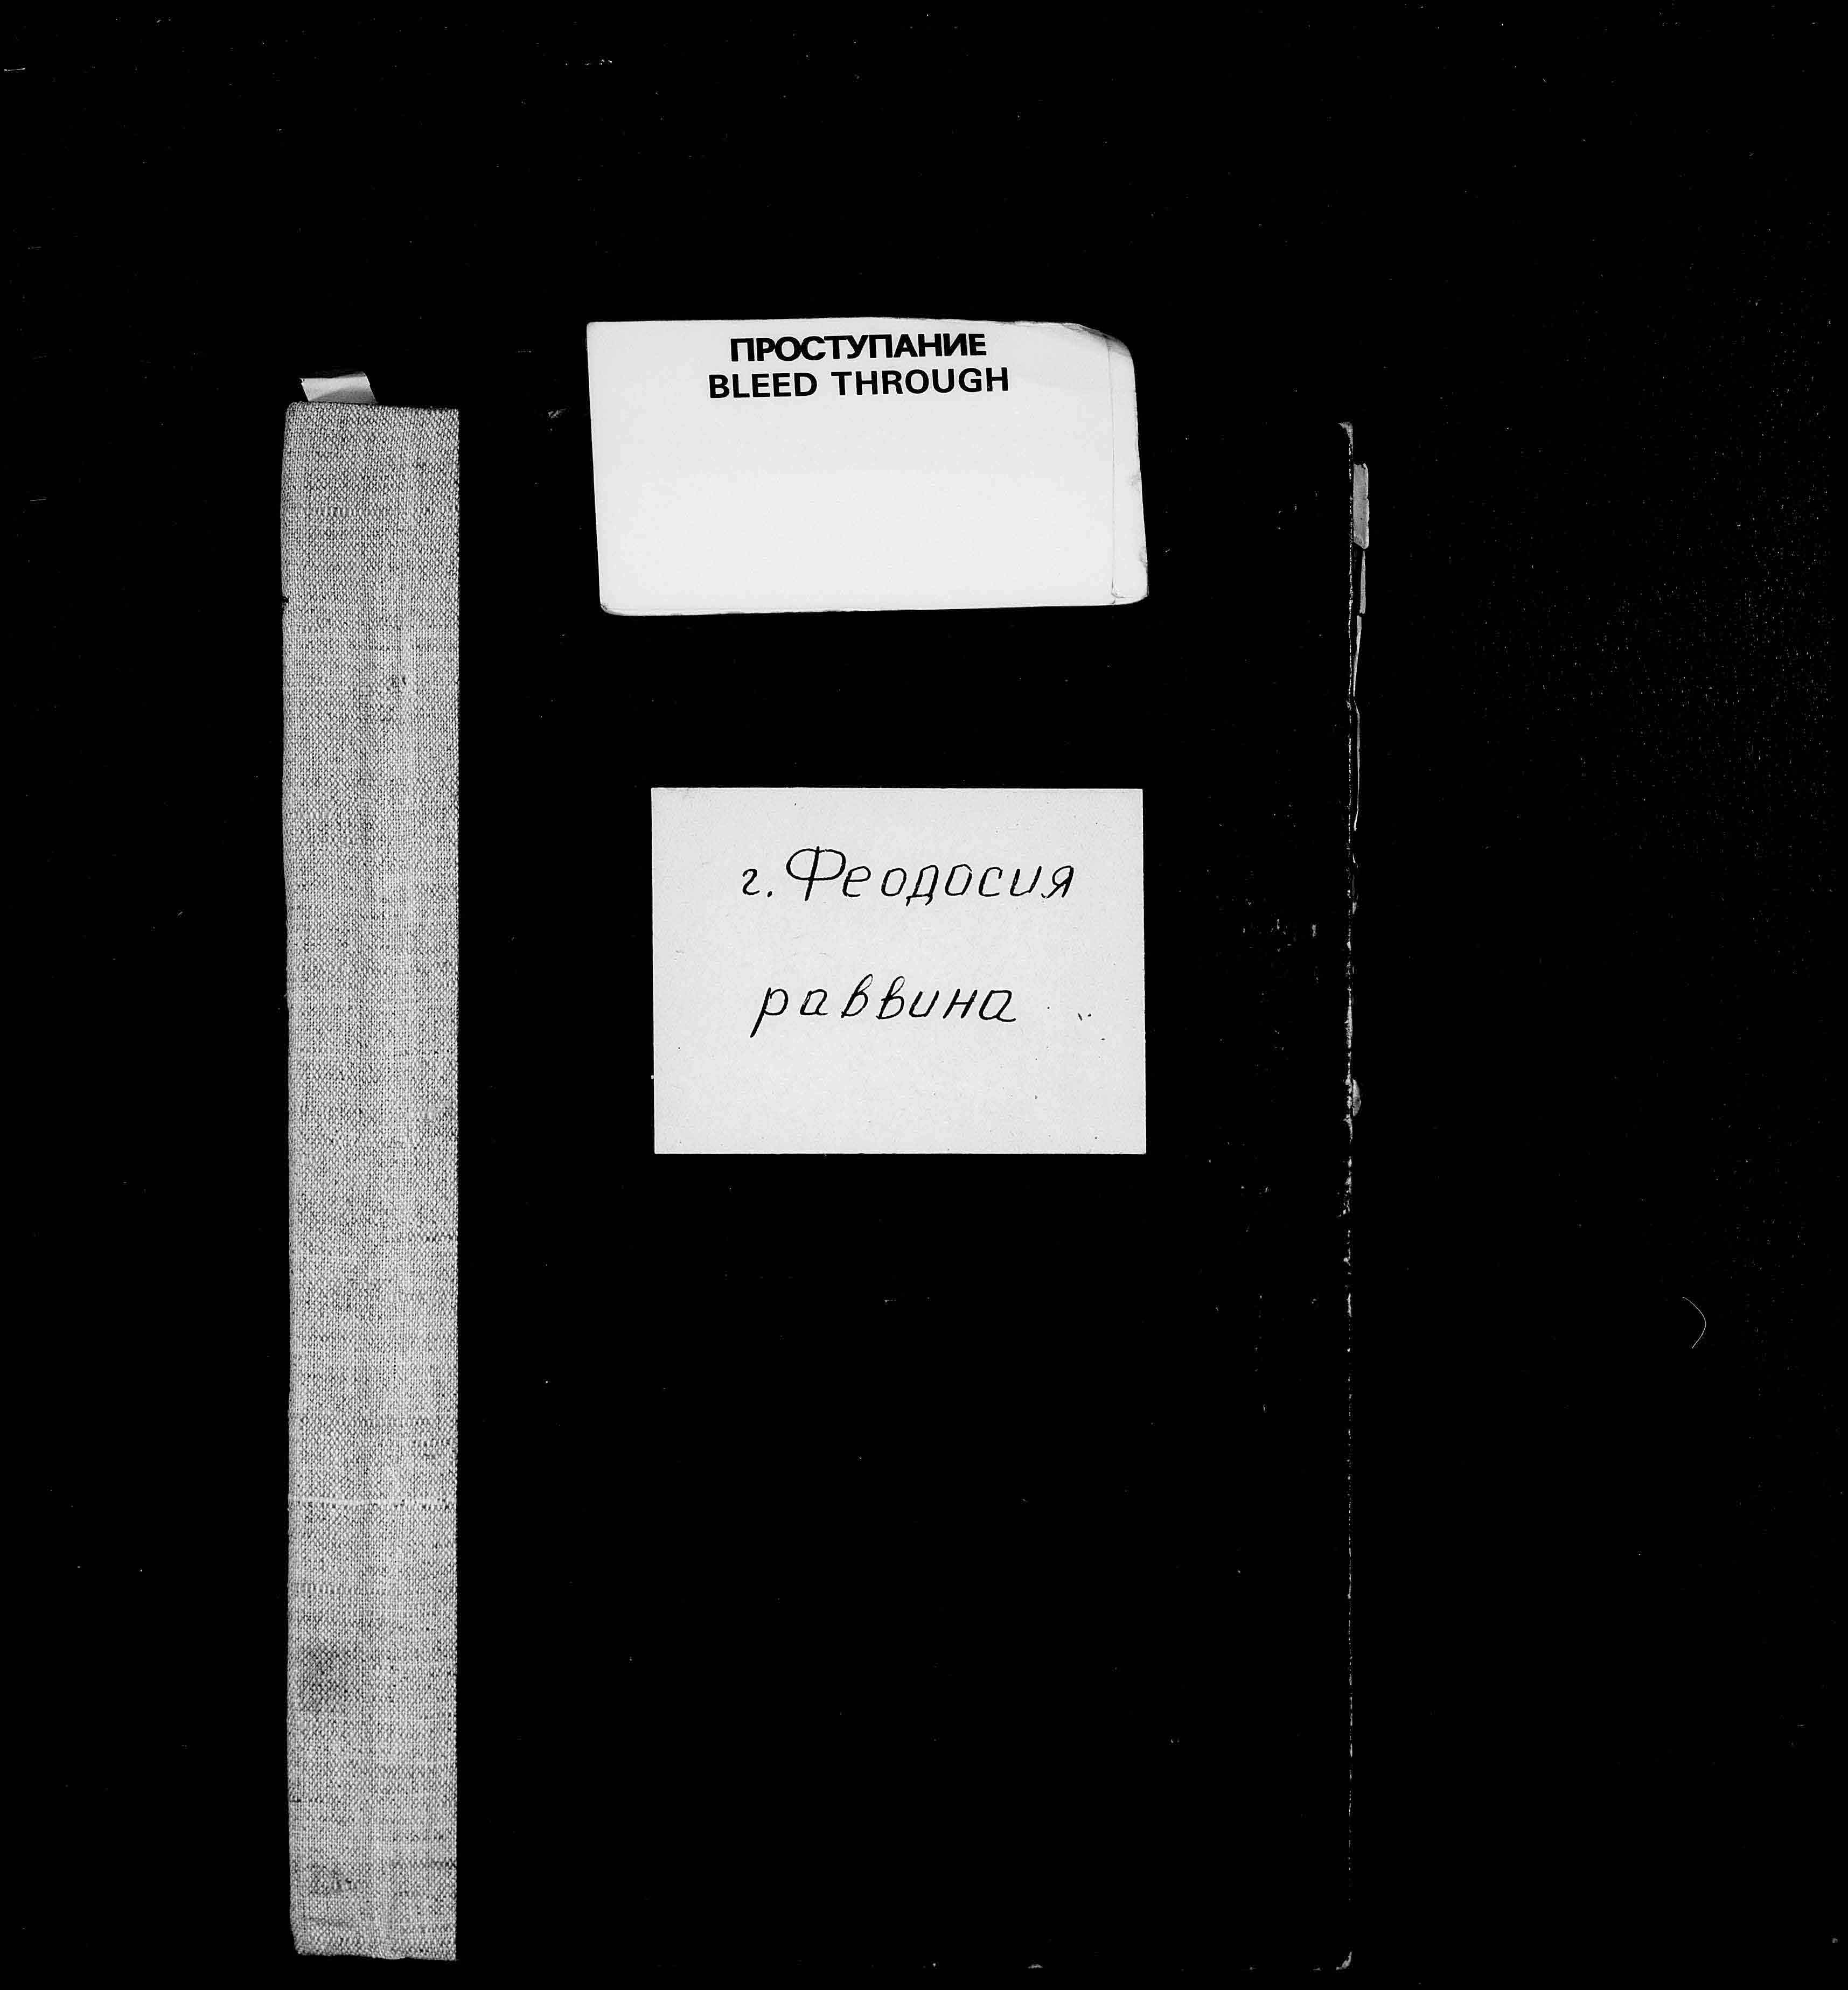 ПРОСТУПАНИЕ
BLEED THROUGH
г. Феодосия
раввина